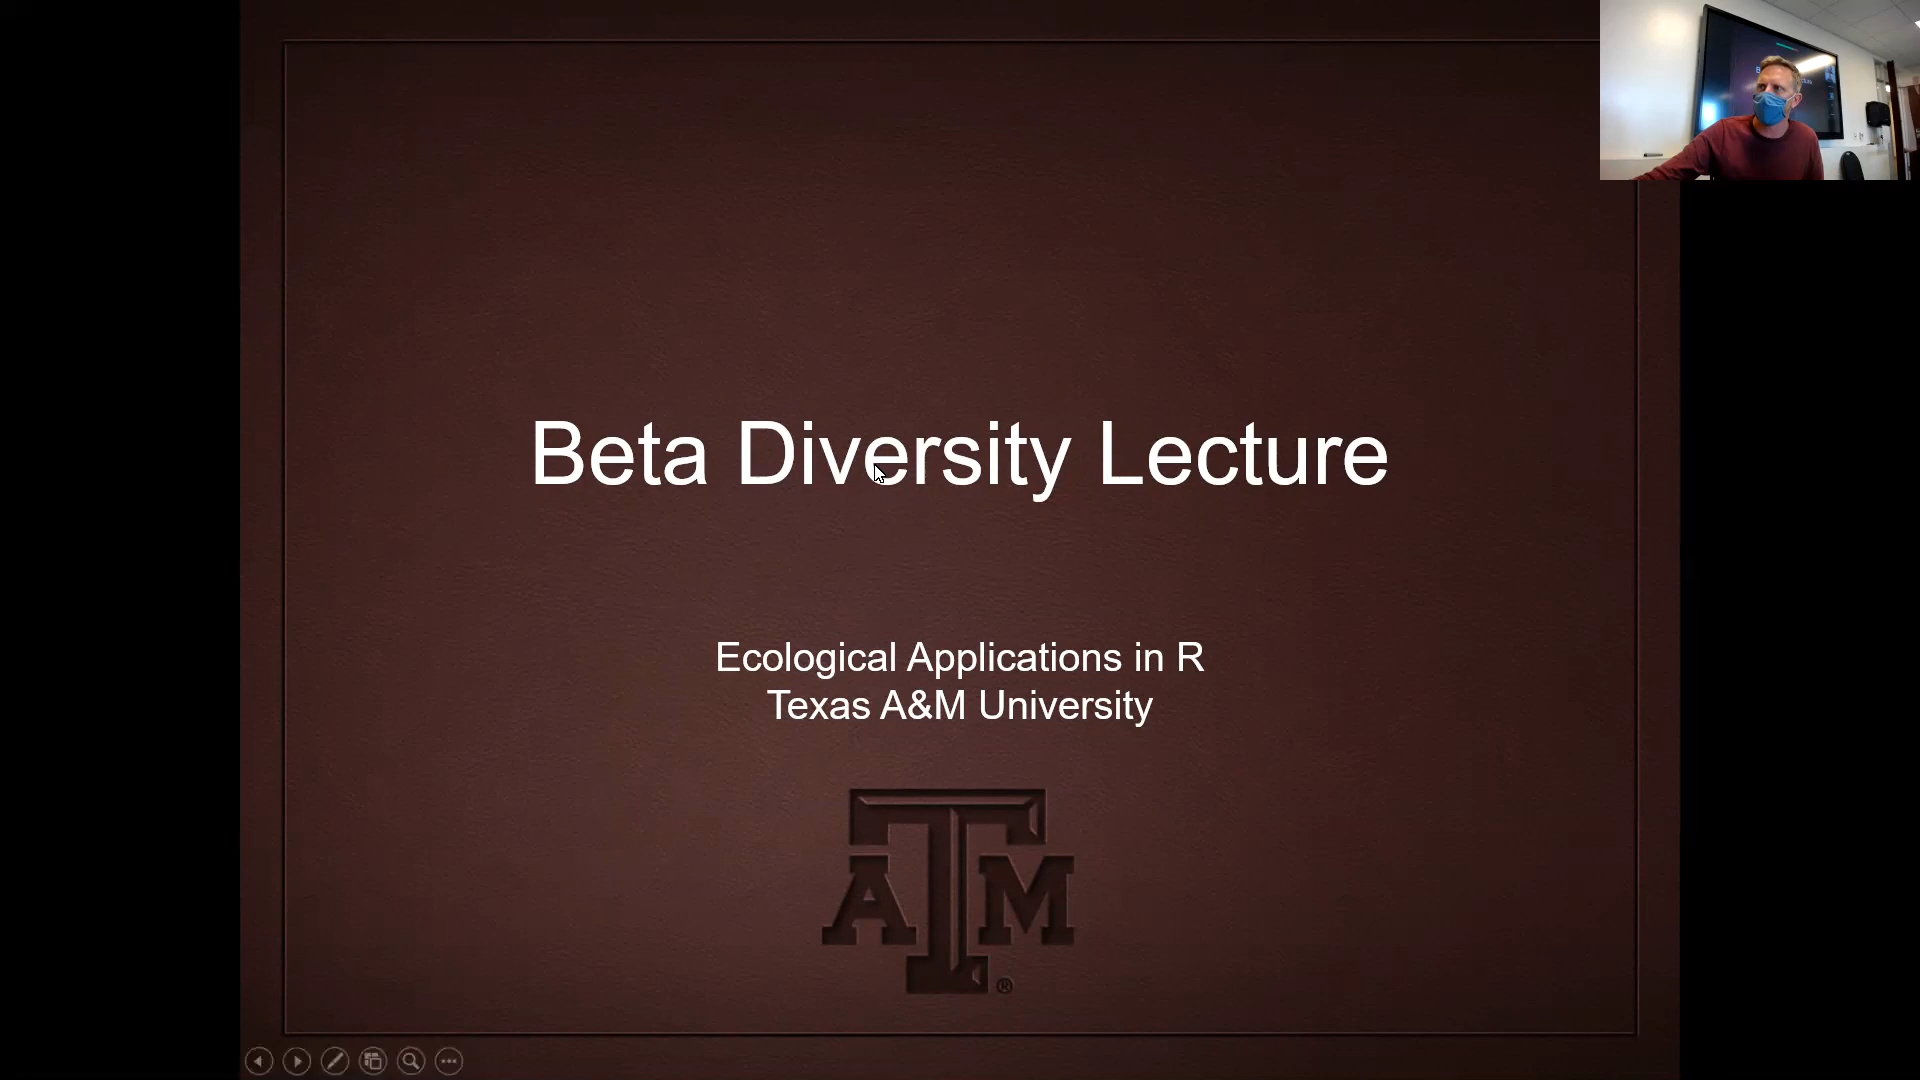 Beta Diversity Lecture
Ecological Applications in R
Texas A&M University
ATM®